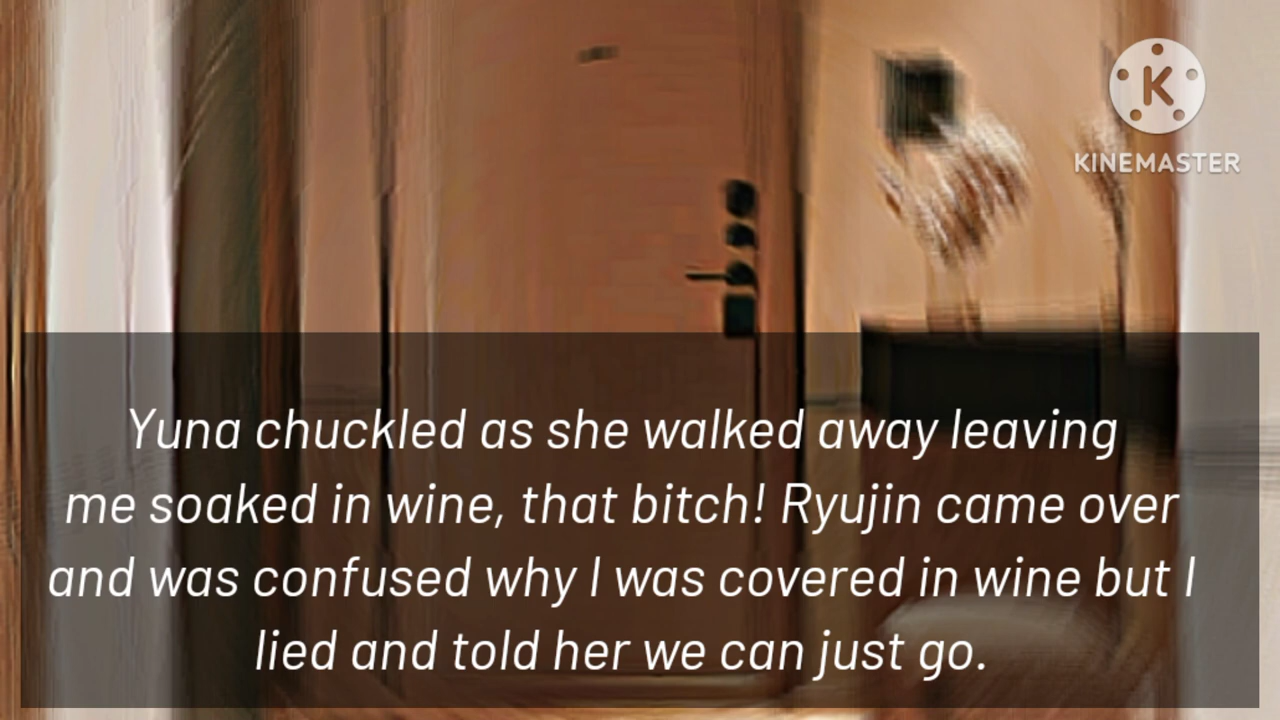 K
KINEMASTER
Yuna chuckled as she walked away leaving
me soaked in wine, that bitch! Ryujin came over
and was confused why I was covered in wine but I
lied and told her we can just go.